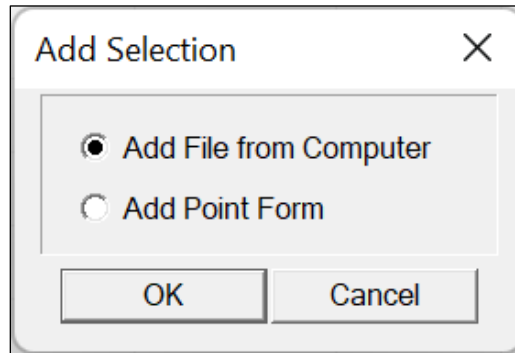 Add Selection
Add File from Computer
Add Point Form
OK
Cancel